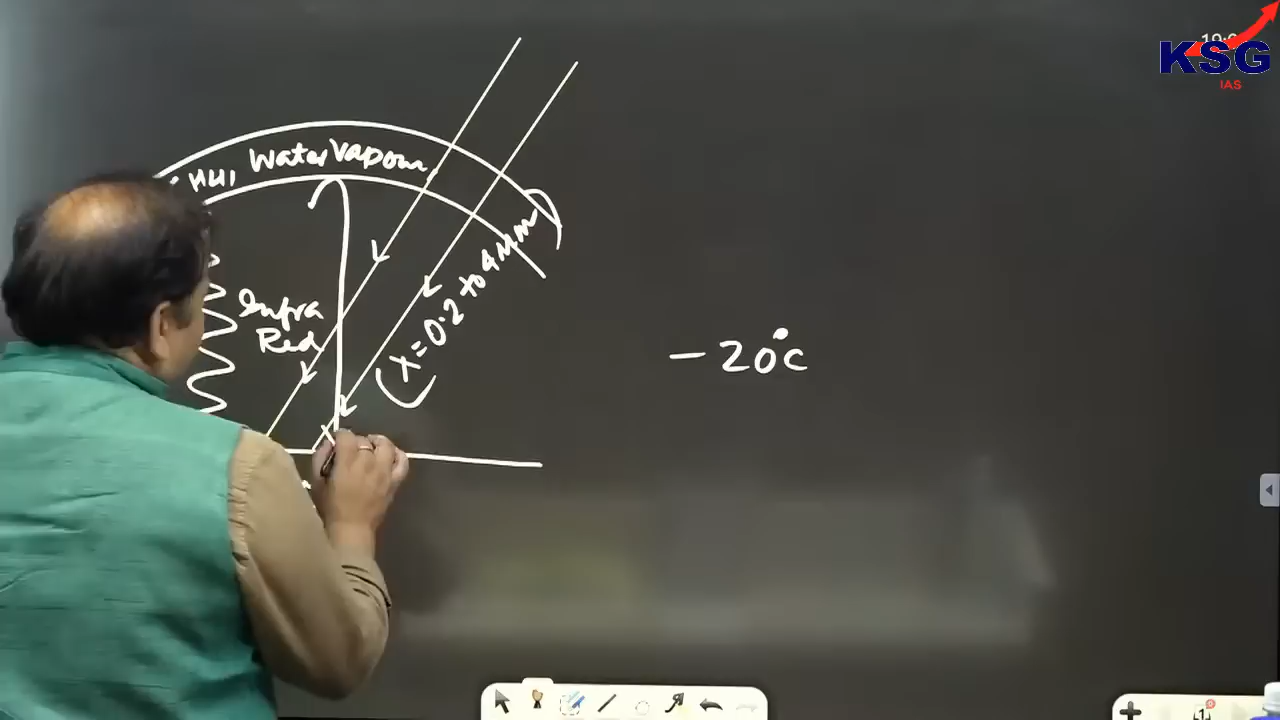 KSG
IAS
Water Vapour
Infra
Red
λ= 0.2 to 4 μm
-20°c